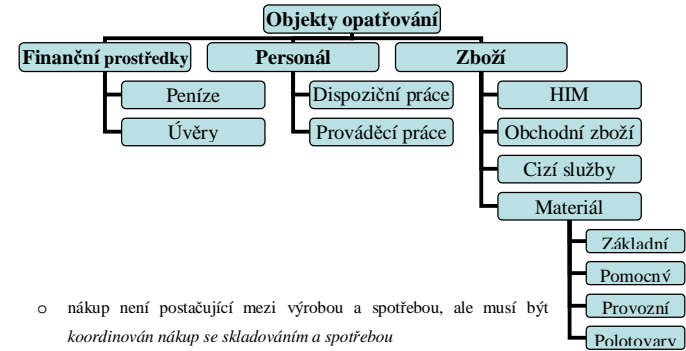 Objekty opatřování
Finanční prostředky
Personál
Zboží
Peníze
Úvěry
Dispoziční práce
Prováděcí práce
HIM
Obchodní zboží
Cizí služby
Materiál
Základní
Pomocný
Provozní
Polotovary
o nákup není postačující mezi výrobou a spotřebou, ale musí být
koordinován nákup se skladováním a spotřebou